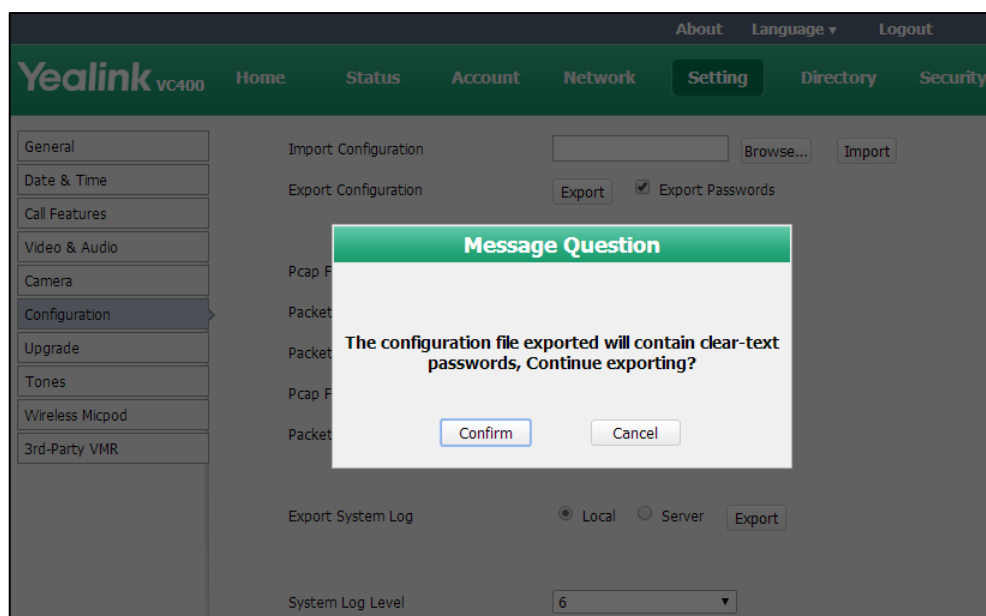 About Language ▾ Logout
Yealink VC400 Home Status Account Network Setting Directory Security
General
Date & Time
Call Features
Video & Audio
Camera
Configuration
Upgrade
Tones
Wireless Micpod
3rd-Party VMR
Import Configuration Browse... Import
Export Configuration Export Export Passwords
Message Question
Pcap F
Packet
The configuration file exported will contain clear-text
passwords, Continue exporting?
Packet
Pcap F
Packet
Confirm Cancel
Export System Log Local Server Export
System Log Level 6